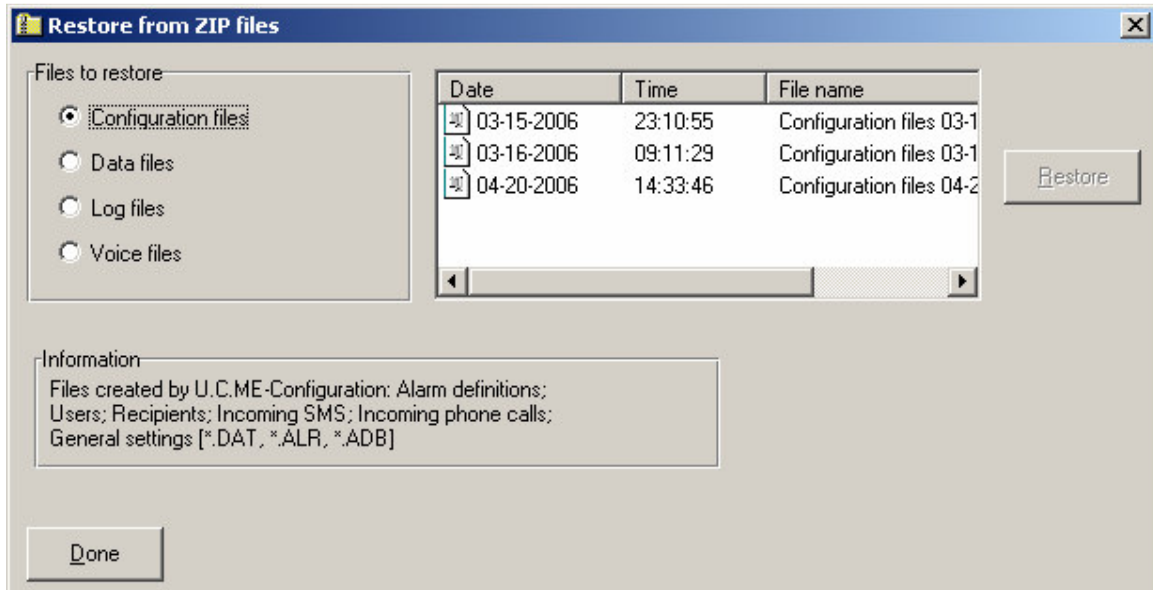 Restore from ZIP files
Files to restore
Configuration files
Data files
Log files
Voice files
Date Time File name
03-15-2006 23:10:55 Configuration files 03-1
03-16-2006 09:11:29 Configuration files 03-1
04-20-2006 14:33:46 Configuration files 04-2
Restore
Information
Files created by U.C.ME-Configuration: Alarm definitions;
Users; Recipients; Incoming SMS; Incoming phone calls;
General settings [*.DAT, *.ALR, *.ADB]
Done